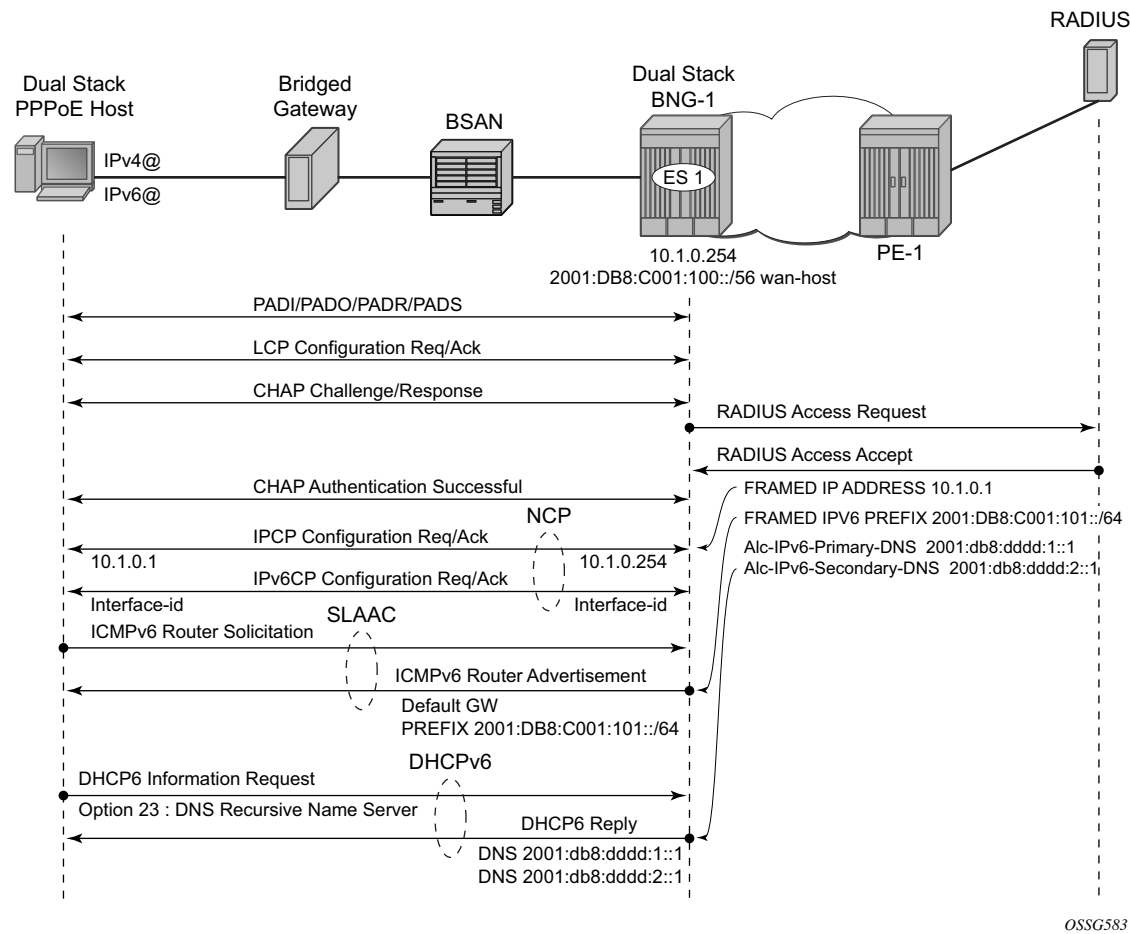 RADIUS
Dual Stack
PPPoE Host
Bridged
Gateway
BSAN
Dual Stack
BNG-1
IPv4@
IPv6@
ES 1
PE-1
10.1.0.254
2001:DB8:C001:100::/56 wan-host
PADI/PADO/PADR/PADS
LCP Configuration Req/Ack
CHAP Challenge/Response
RADIUS Access Request
RADIUS Access Accept
CHAP Authentication Successful
FRAMED IP ADDRESS 10.1.0.1
NCP
FRAMED IPV6 PREFIX 2001:DB8:C001:101::/64
IPCP Configuration Req/Ack
10.1.0.1
10.1.0.254
Alc-IPv6-Primary-DNS 2001:db8:dddd:1::1
Alc-IPv6-Secondary-DNS 2001:db8:dddd:2::1
IPv6CP Configuration Req/Ack
Interface-id
Interface-id
SLAAC
ICMPv6 Router Solicitation
ICMPv6 Router Advertisement
Default GW
PREFIX 2001:DB8:C001:101::/64
DHCPv6
DHCP6 Information Request
Option 23 : DNS Recursive Name Server
DHCP6 Reply
DNS 2001:db8:dddd:1::1
DNS 2001:db8:dddd:2::1
OSSG583